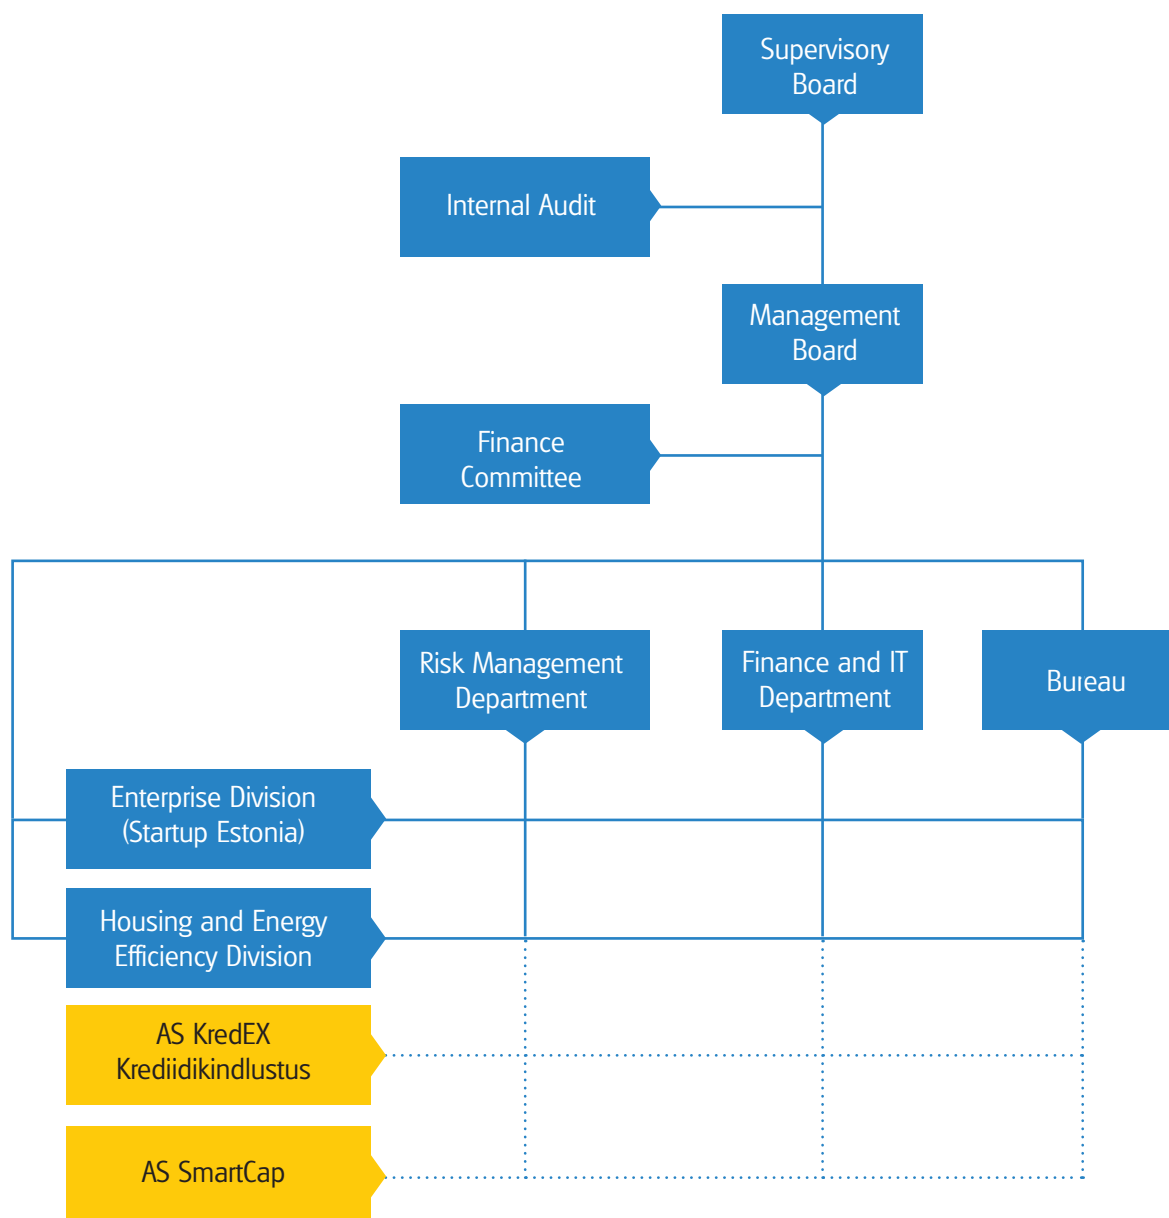 Supervisory
Board
Internal Audit
Management
Board
Finance
Committee
Risk Management
Department
Finance and IT
Department
Bureau
Enterprise Division
(Startup Estonia)
Housing and Energy
Efficiency Division
AS KredEX
Krediidikindlustus
AS SmartCap